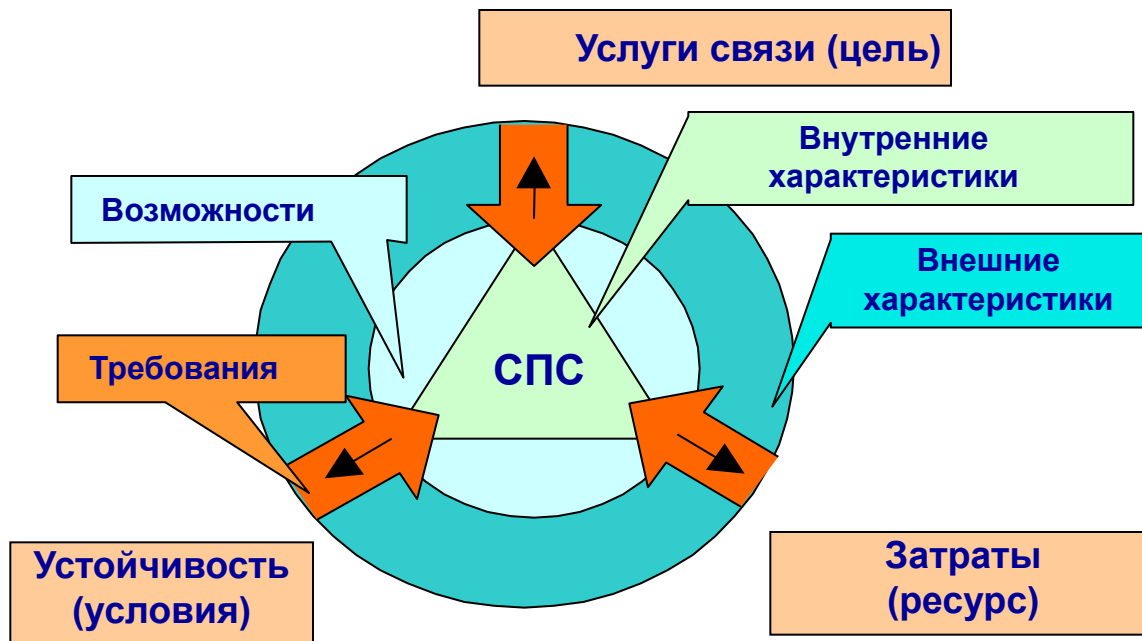 Услуги связи (цель)
Внутренние
характеристики
Возможности
Внешние
характеристики
Требования
СПС
Устойчивость
(условия)
Затраты
(ресурс)